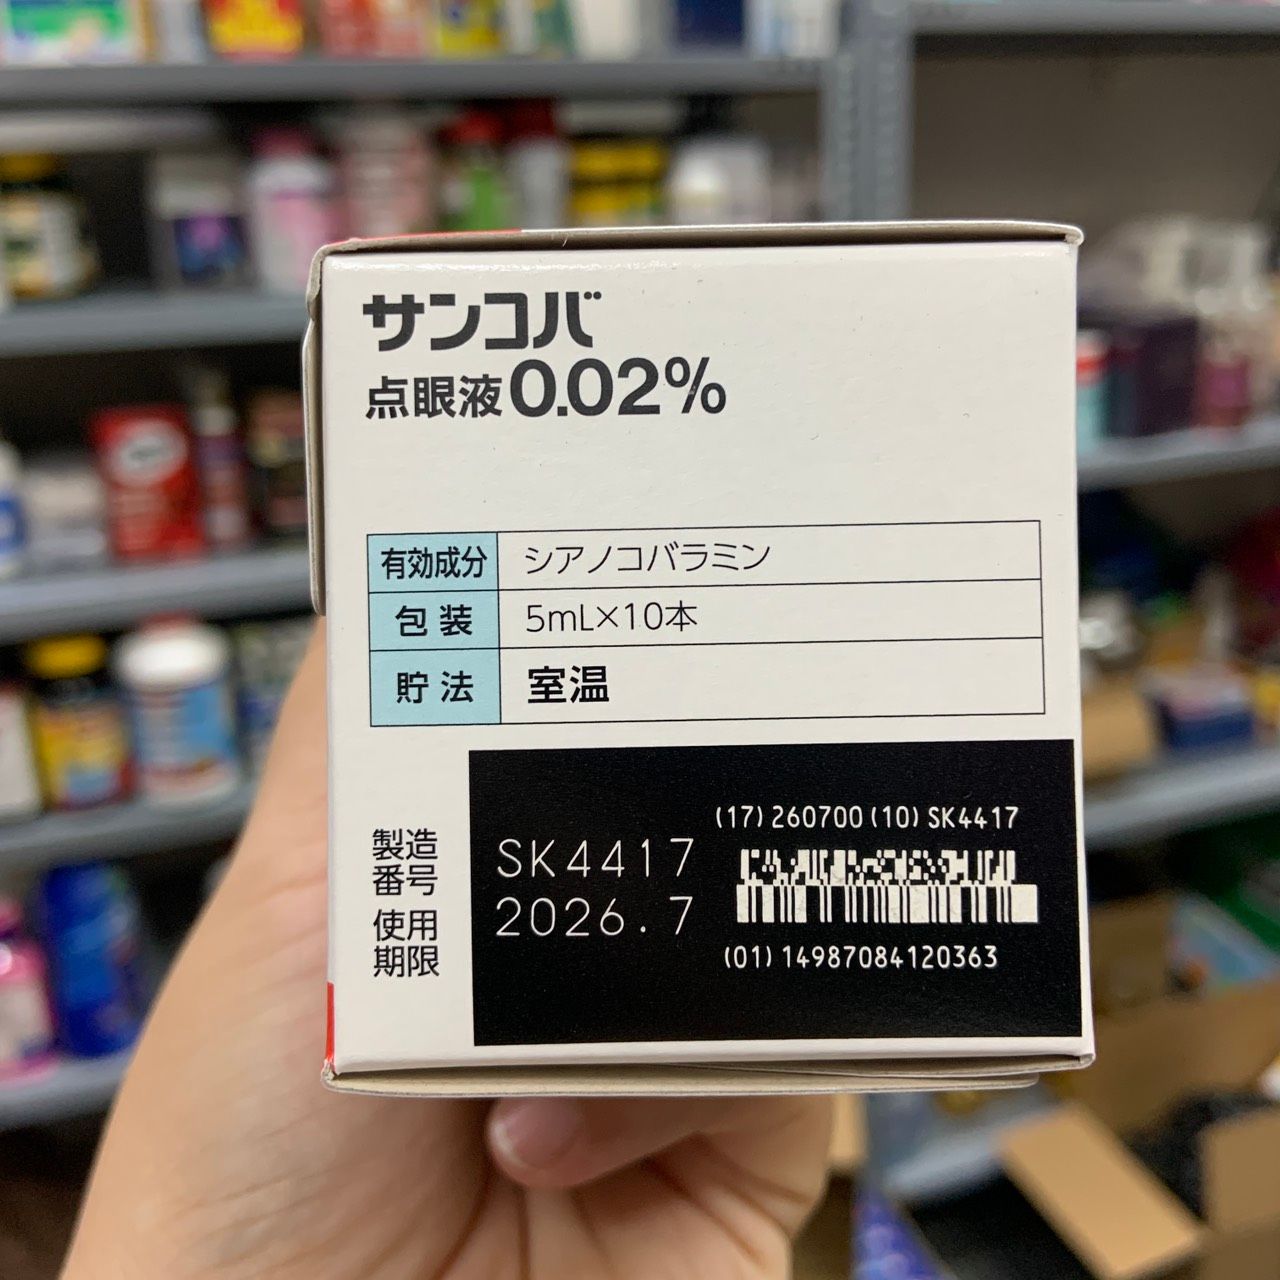 サンコバ
点眼液0.02%
有効成分 シアノコバラミン
包装 5mL×10本
貯法 室温
(17)260700(10)SK4417
製造番号 SK4417
使用期限 2026.7
(01)14987084120363